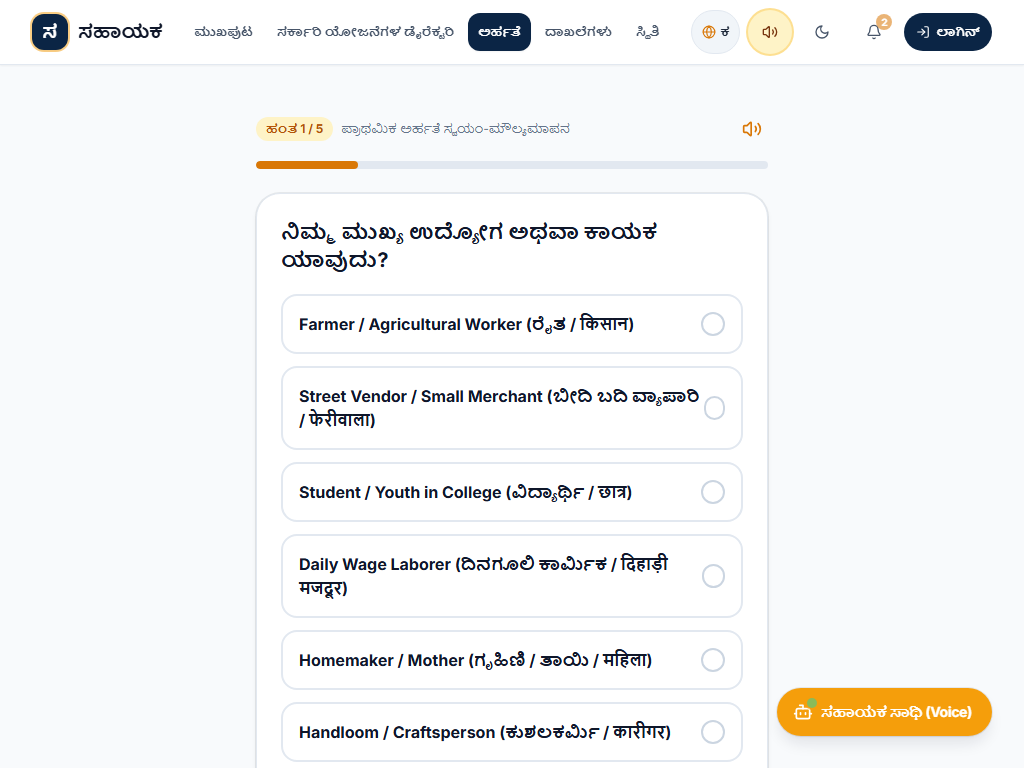 ಸ ಸಹಾಯಕ ಮುಖಪುಟ ಸರ್ಕಾರಿ ಯೋಜನೆಗಳ ಡೈರೆಕ್ಟರಿ ಅರ್ಹತೆ ದಾಖಲೆಗಳು ಸ್ಥಿತಿ ಕ 2 ಲಾಗಿನ್
ಹಂತ 1 / 5 ಪ್ರಾಥಮಿಕ ಅರ್ಹತೆ ಸ್ವಯಂ-ಮೌಲ್ಯಮಾಪನ
ನಿಮ್ಮ ಮುಖ್ಯ ಉದ್ಯೋಗ ಅಥವಾ ಕಾಯಕ
ಯಾವುದು?
Farmer / Agricultural Worker (ರೈತ / किसान)
Street Vendor / Small Merchant (ಬೀದಿ ಬದಿ ವ್ಯಾಪಾರಿ
/ फेरीवाला)
Student / Youth in College (ವಿದ್ಯಾರ್ಥಿ / छात्र)
Daily Wage Laborer (ದಿನಗೂಲಿ ಕಾರ್ಮಿಕ / दिहाड़ी
मजदूर)
Homemaker / Mother (ಗೃಹಿಣಿ / ತಾಯಿ / महिला)
Handloom / Craftsperson (ಕುಶಲಕರ್ಮಿ / कारीगर)
ಸಹಾಯಕ ಸಾಥಿ (Voice)